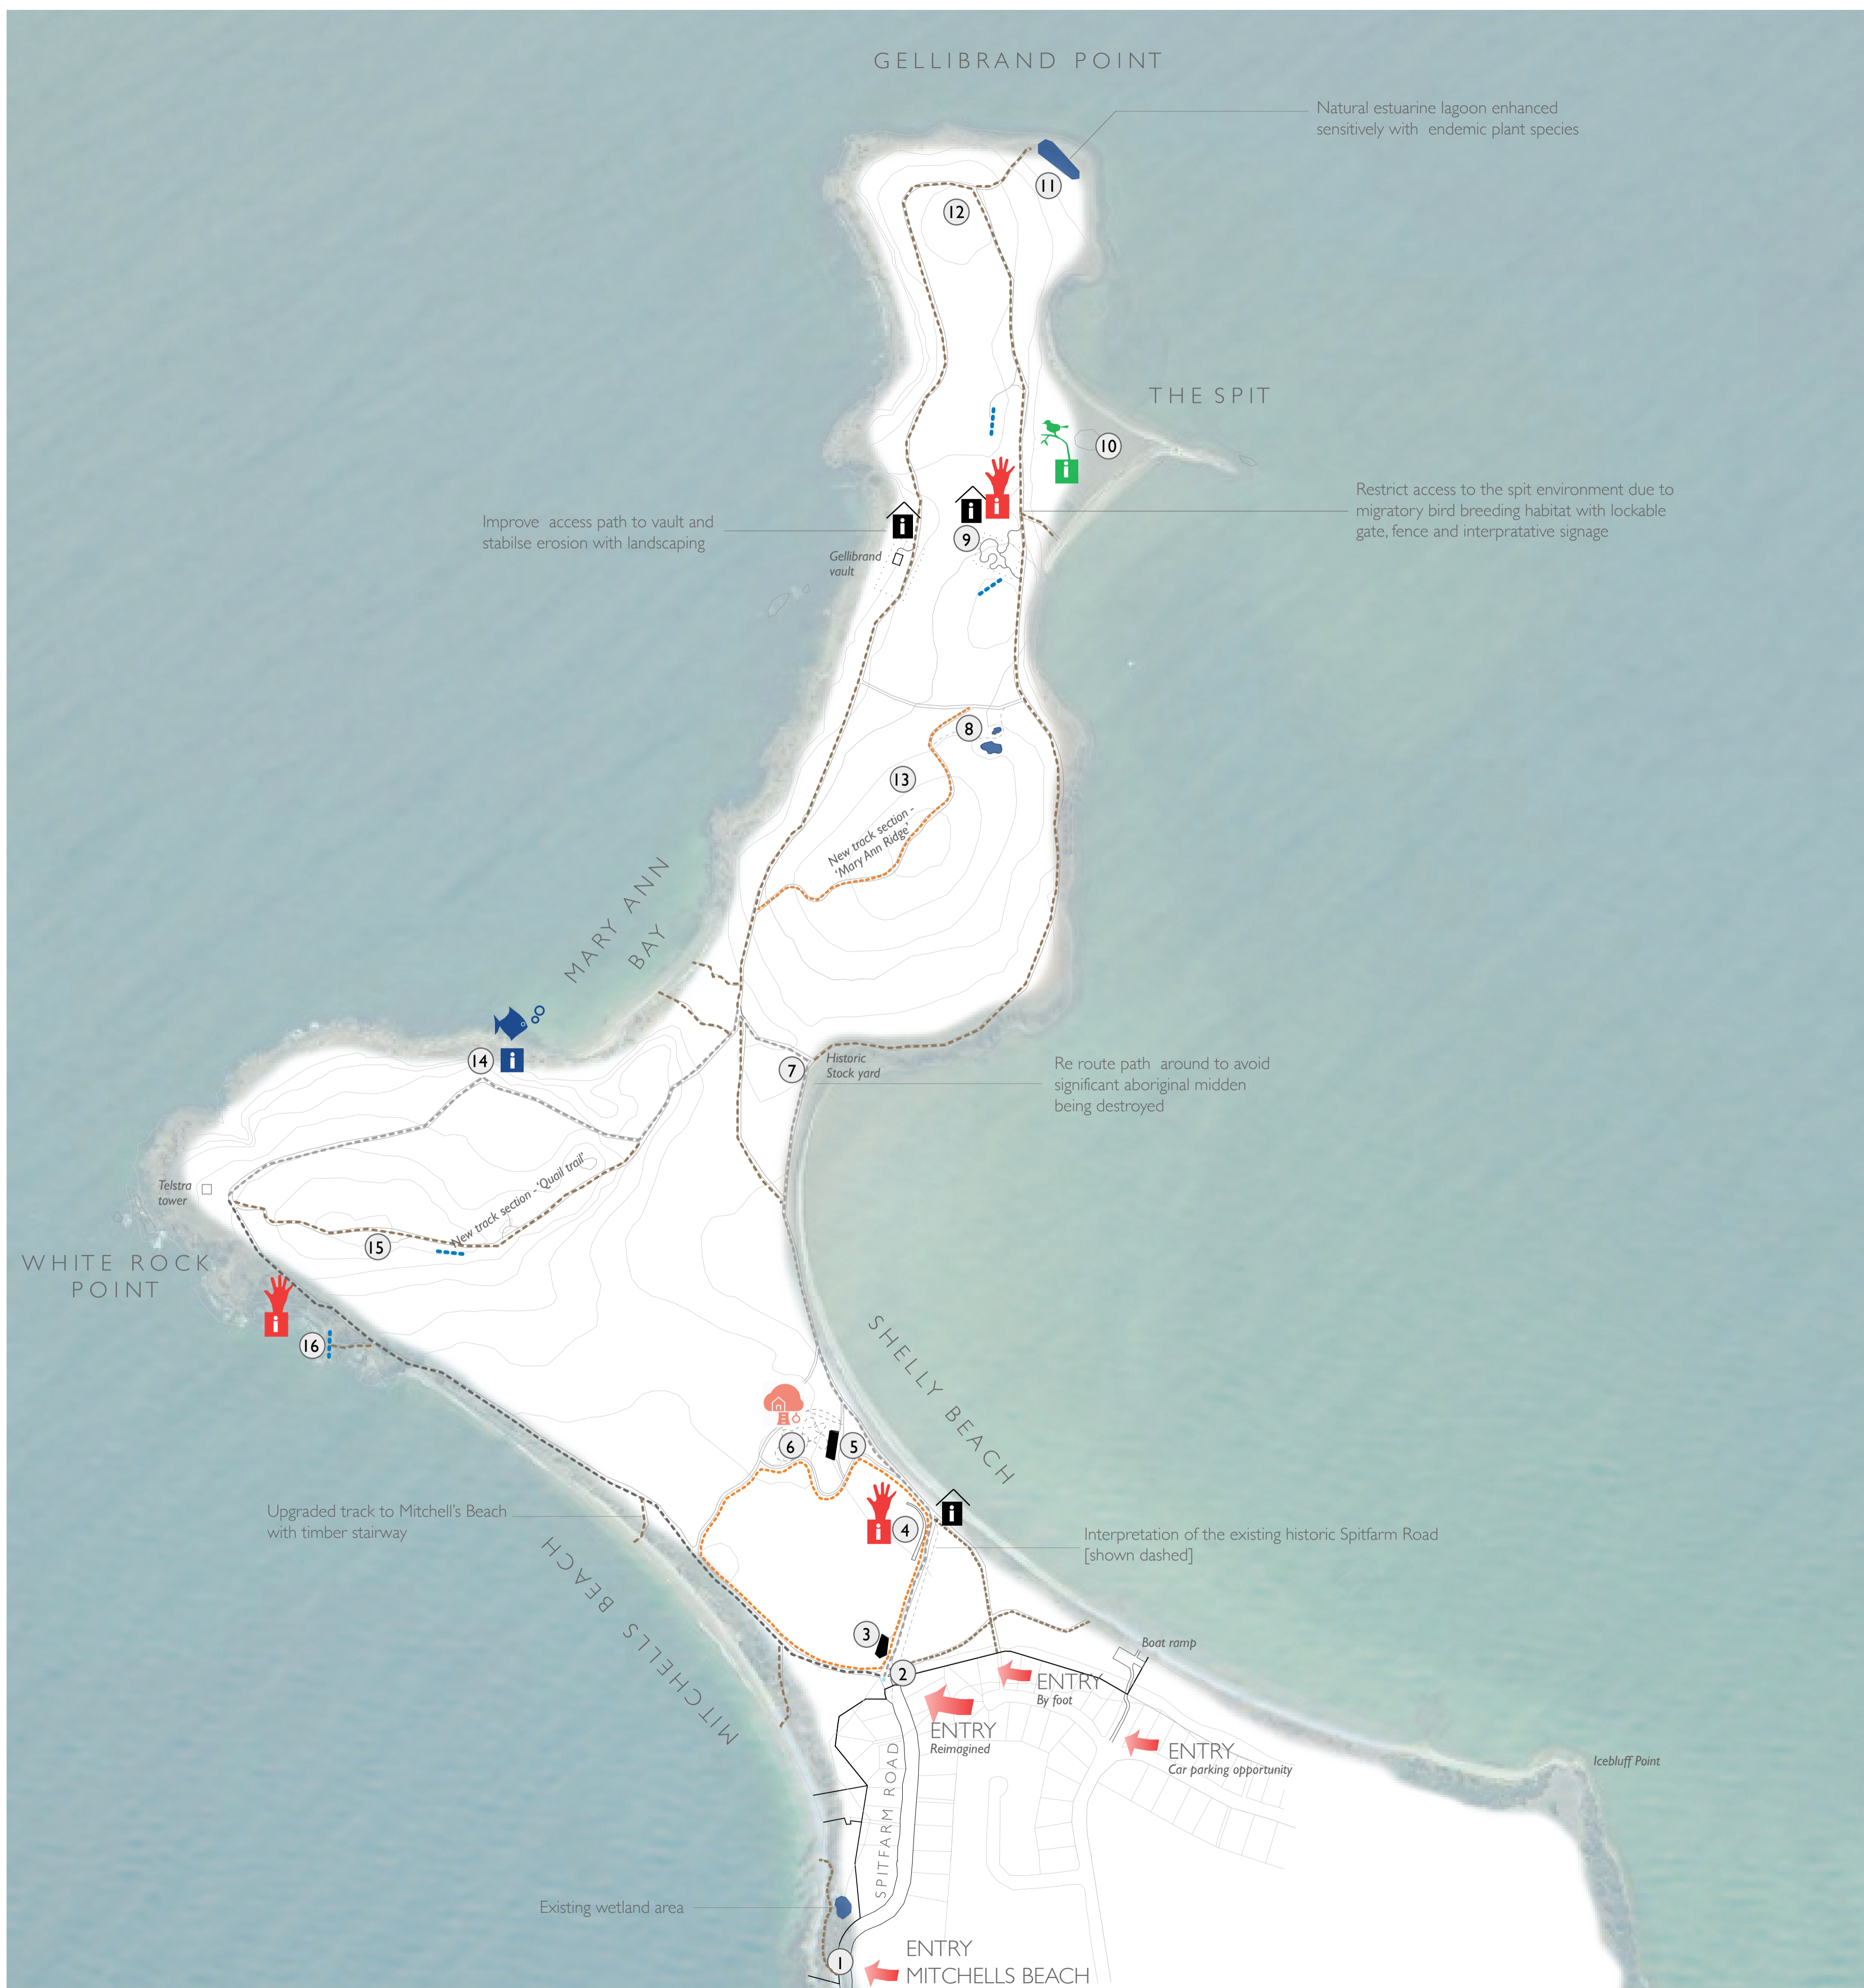 GELLIBRAND POINT
Natural estuarine lagoon enhanced
sensitively with endemic plant species
11
12
THE SPIT
10
Restrict access to the spit environment due to
migratory bird breeding habitat with lockable
gate, fence and interpratative signage
Improve access path to vault and
stabilse erosion with landscaping
i
i
i
i
9
Gellibrand
vault
8
13
New track section -
'Mary Ann Ridge'
MARY ANN
BAY
14
i
7
Historic
Stock yard
Re route path around to avoid
significant aboriginal midden
being destroyed
Telstra
tower
New track section - 'Quail trail'
15
WHITE ROCK
POINT
i
16
SHELLY BEACH
6
5
Upgraded track to Mitchell's Beach
with timber stairway
i
4
i
Interpretation of the existing historic Spitfarm Road
[shown dashed]
MITCHELLS BEACH
3
2
Boat ramp
ENTRY
By foot
ENTRY
Reimagined
ENTRY
Car parking opportunity
Icebluff Point
SPITFARM ROAD
Existing wetland area
1
ENTRY
MITCHELLS BEACH